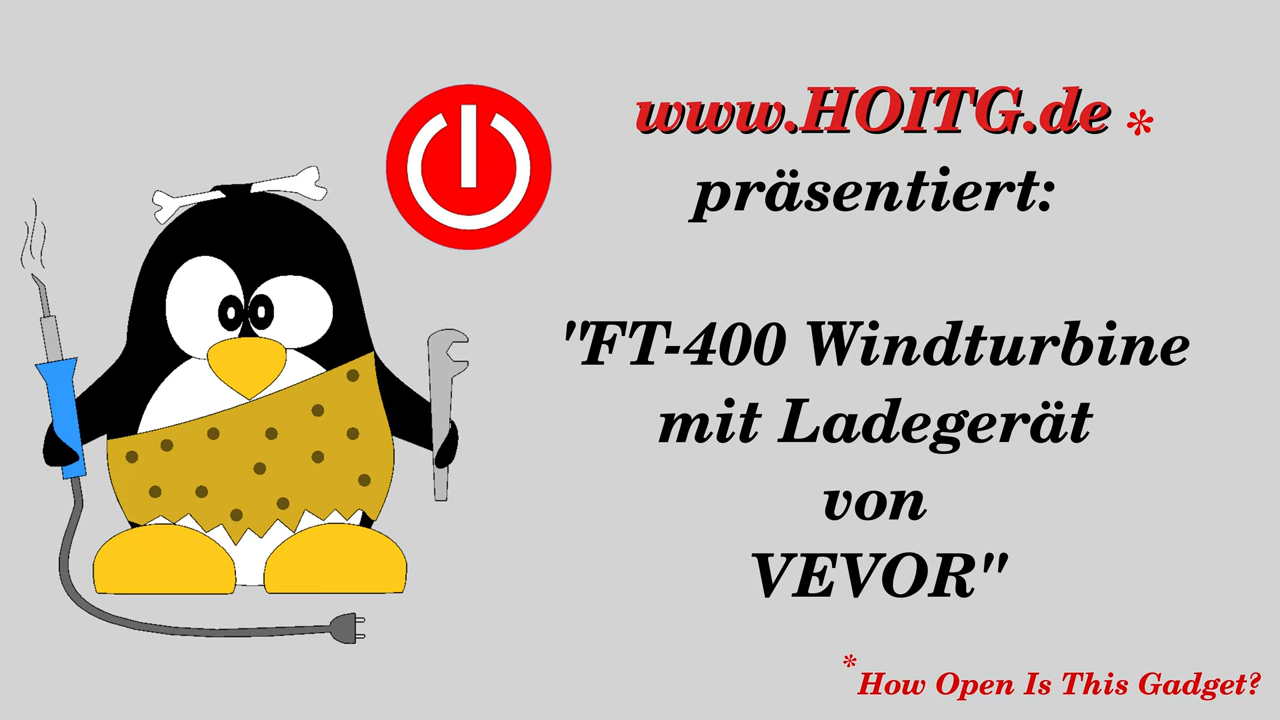 www.HOITG.de *
präsentiert:
"FT-400 Windturbine
mit Ladegerät
von
VEVOR"
*How Open Is This Gadget?